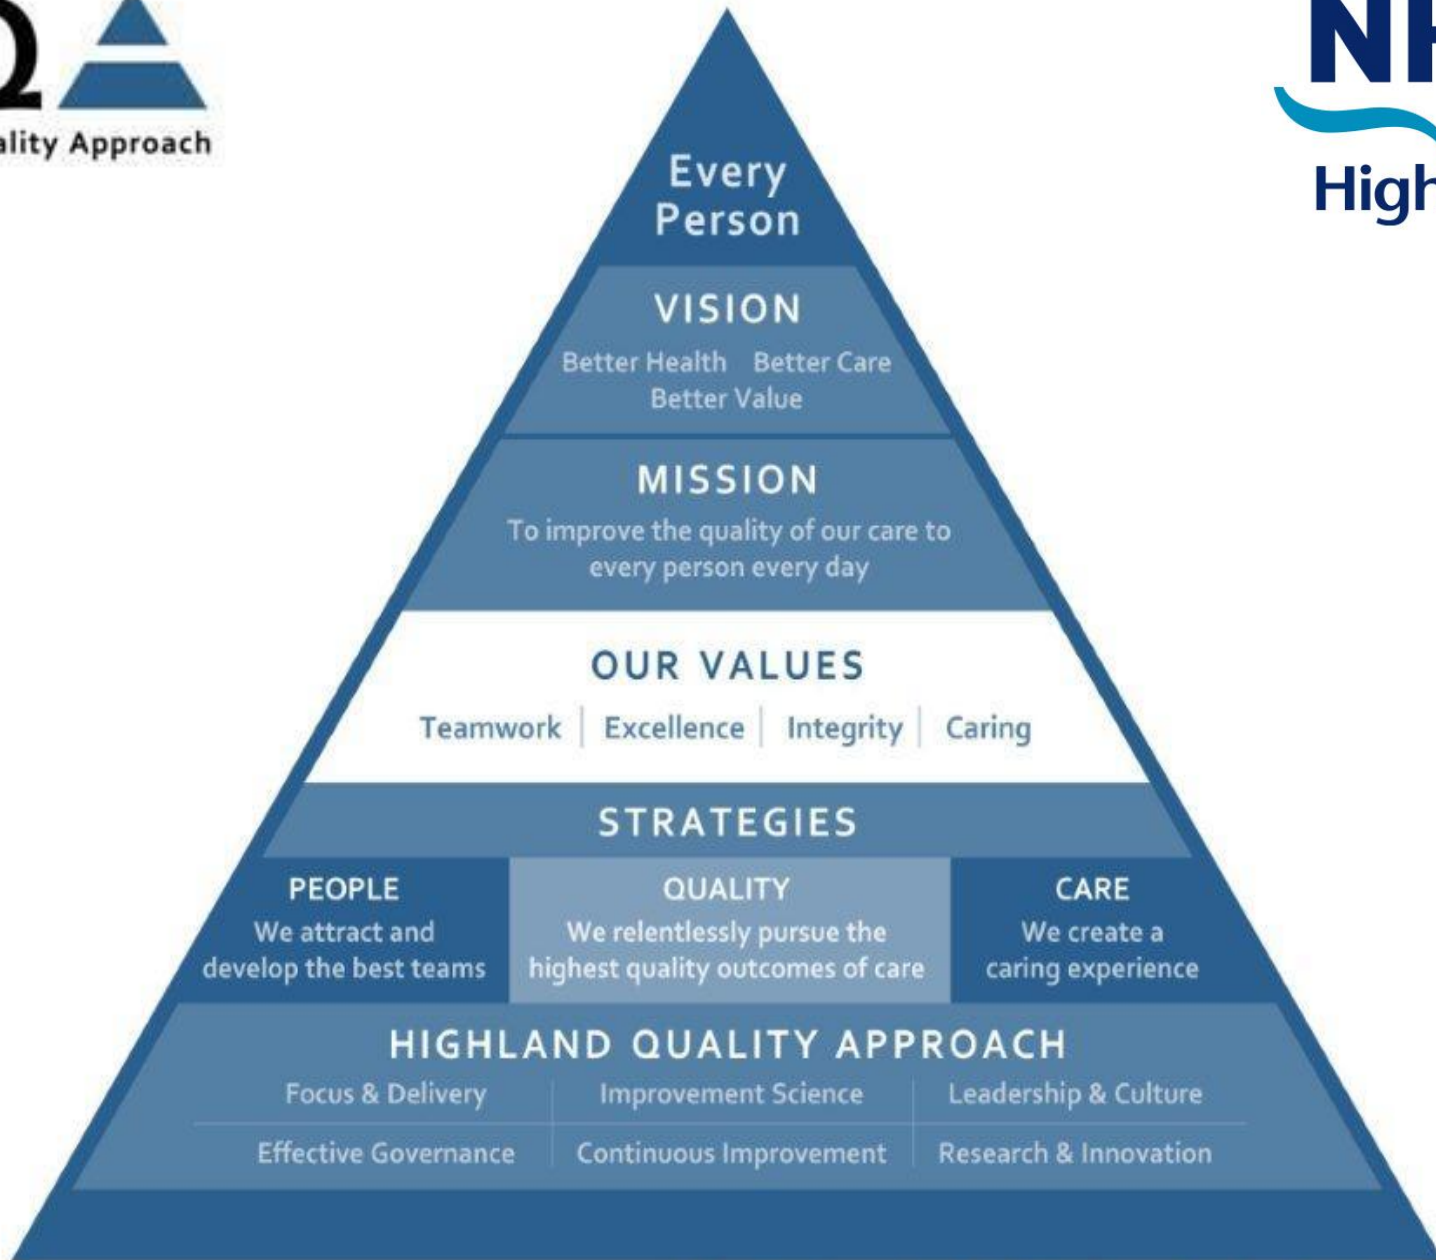 Q
ality Approach
NH
High
Every
Person
VISION
Better Health Better Care
Better Value
MISSION
To improve the quality of our care to
every person every day
OUR VALUES
Teamwork | Excellence | Integrity | Caring
STRATEGIES
PEOPLE QUALITY CARE
We attract and We relentlessly pursue the We create a
develop the best teams highest quality outcomes of care caring experience
HIGHLAND QUALITY APPROACH
Focus & Delivery Improvement Science Leadership & Culture
Effective Governance Continuous Improvement Research & Innovation